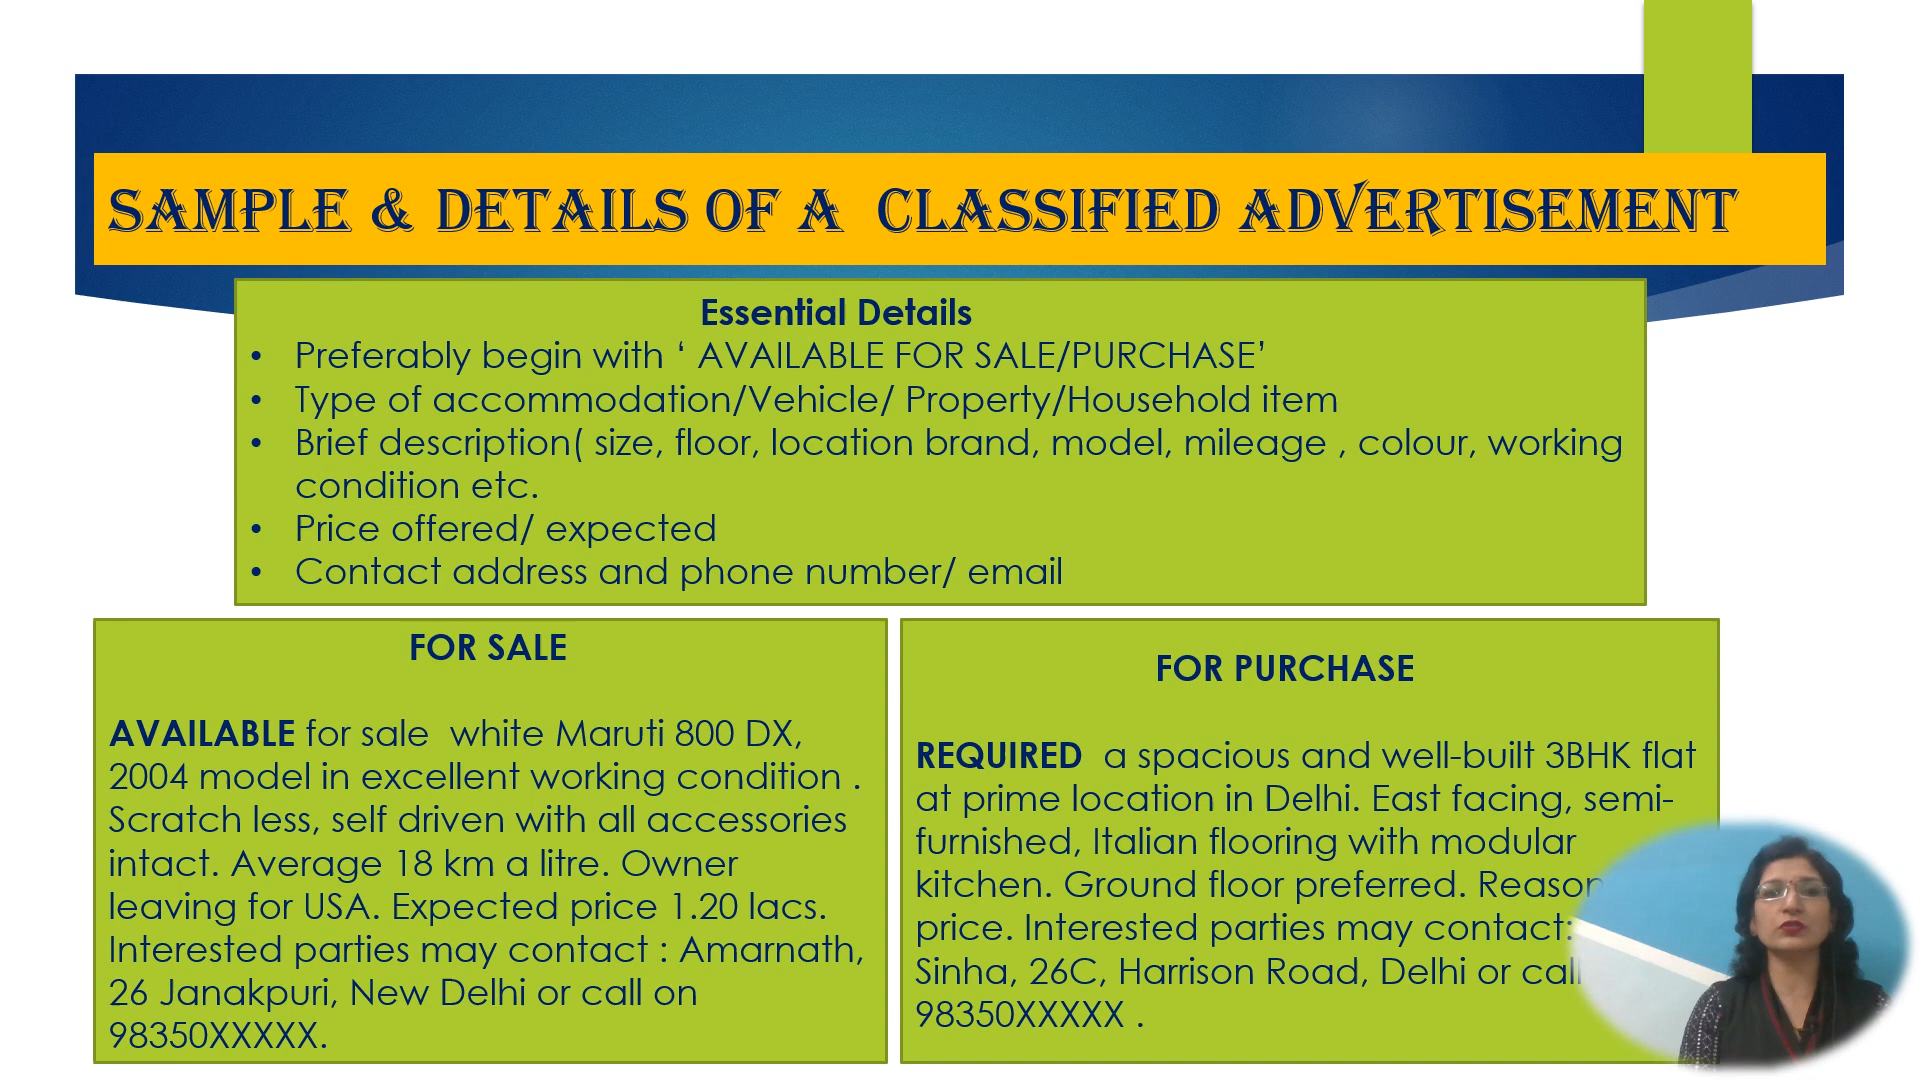 SAMPLE & DETAILS OF A CLASSIFIED ADVERTISEMENT
Essential Details
• Preferably begin with ‘ AVAILABLE FOR SALE/PURCHASE’
• Type of accommodation/Vehicle/ Property/Household item
• Brief description( size, floor, location brand, model, mileage , colour, working
condition etc.
• Price offered/ expected
• Contact address and phone number/ email
FOR SALE
AVAILABLE for sale white Maruti 800 DX,
2004 model in excellent working condition .
Scratch less, self driven with all accessories
intact. Average 18 km a litre. Owner
leaving for USA. Expected price 1.20 lacs.
Interested parties may contact : Amarnath,
26 Janakpuri, New Delhi or call on
98350XXXXX.
FOR PURCHASE
REQUIRED a spacious and well-built 3BHK flat
at prime location in Delhi. East facing, semi-
furnished, Italian flooring with modular
kitchen. Ground floor preferred.
price. Interested parties may contact:
Sinha, 26C, Harrison Road, Delhi or call
98350XXXXX .